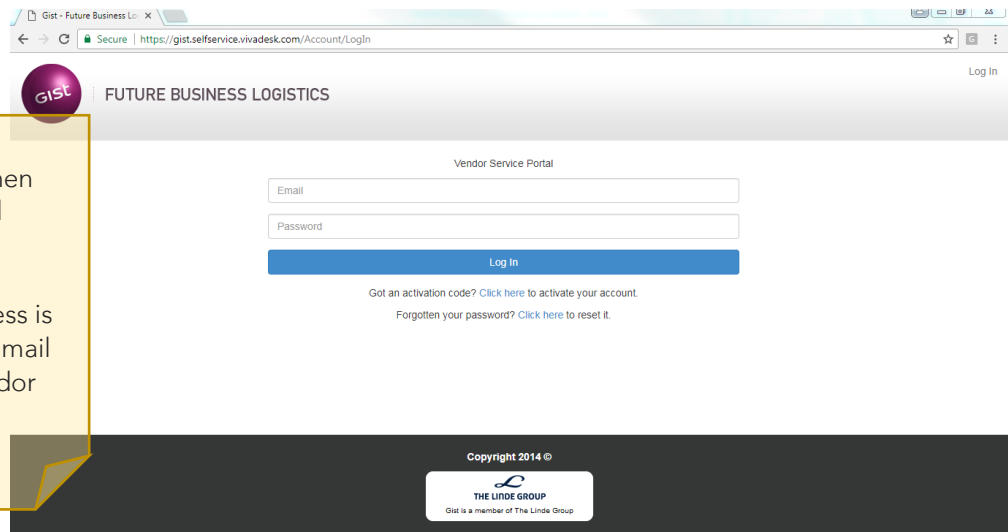 Gist - Future Business Lo
Secure | https://gist.selfservice.vivadesk.com/Account/LogIn
Log In
GIST
FUTURE BUSINESS LOGISTICS
Vendor Service Portal
Email
Password
Log In
Got an activation code? Click here to activate your account.
Forgotten your password? Click here to reset it.
mail
Copyright 2014 ©
THE LINDE GROUP
Gist is a member of The Linde Group